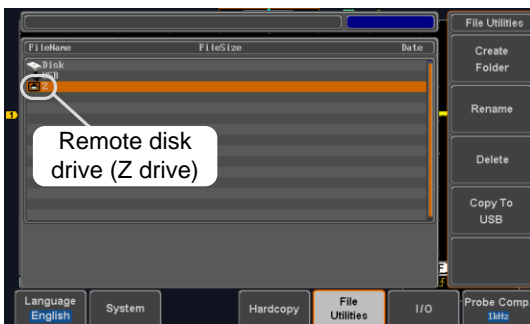 File Utilities
FileName FileSize Date
Disk
USB
Z
1
Remote disk
drive (Z drive)
Create
Folder
Rename
Delete
Copy To
USB
F
Language
English
System
Hardcopy
File
Utilities
I/O
Probe Comp.
1kHz